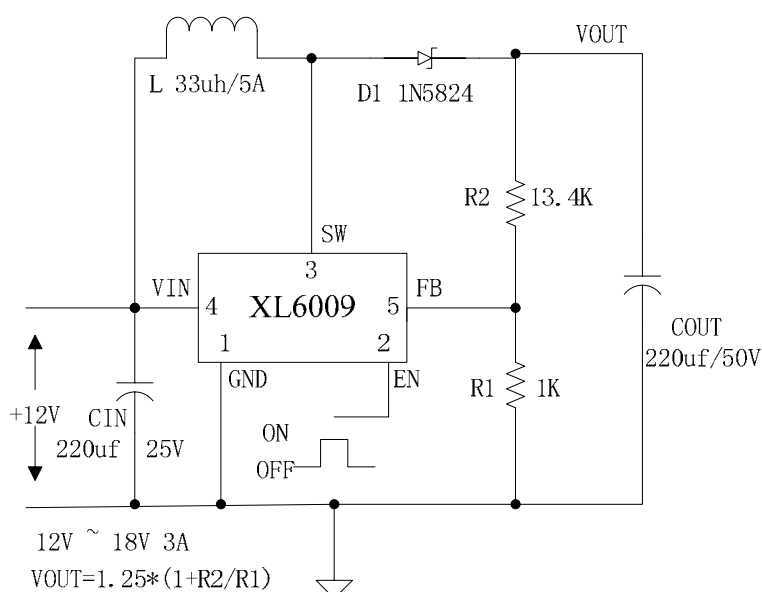 VOUT
L 33uh/5A
D1 1N5824
R2 13.4K
SW
3
VIN
4 XL6009 5
FB
1 2
GND
EN
COUT
220uf/50V
R1 1K
+12V
CIN
220uf 25V
ON
OFF
12V ~ 18V 3A
VOUT=1.25*(1+R2/R1)